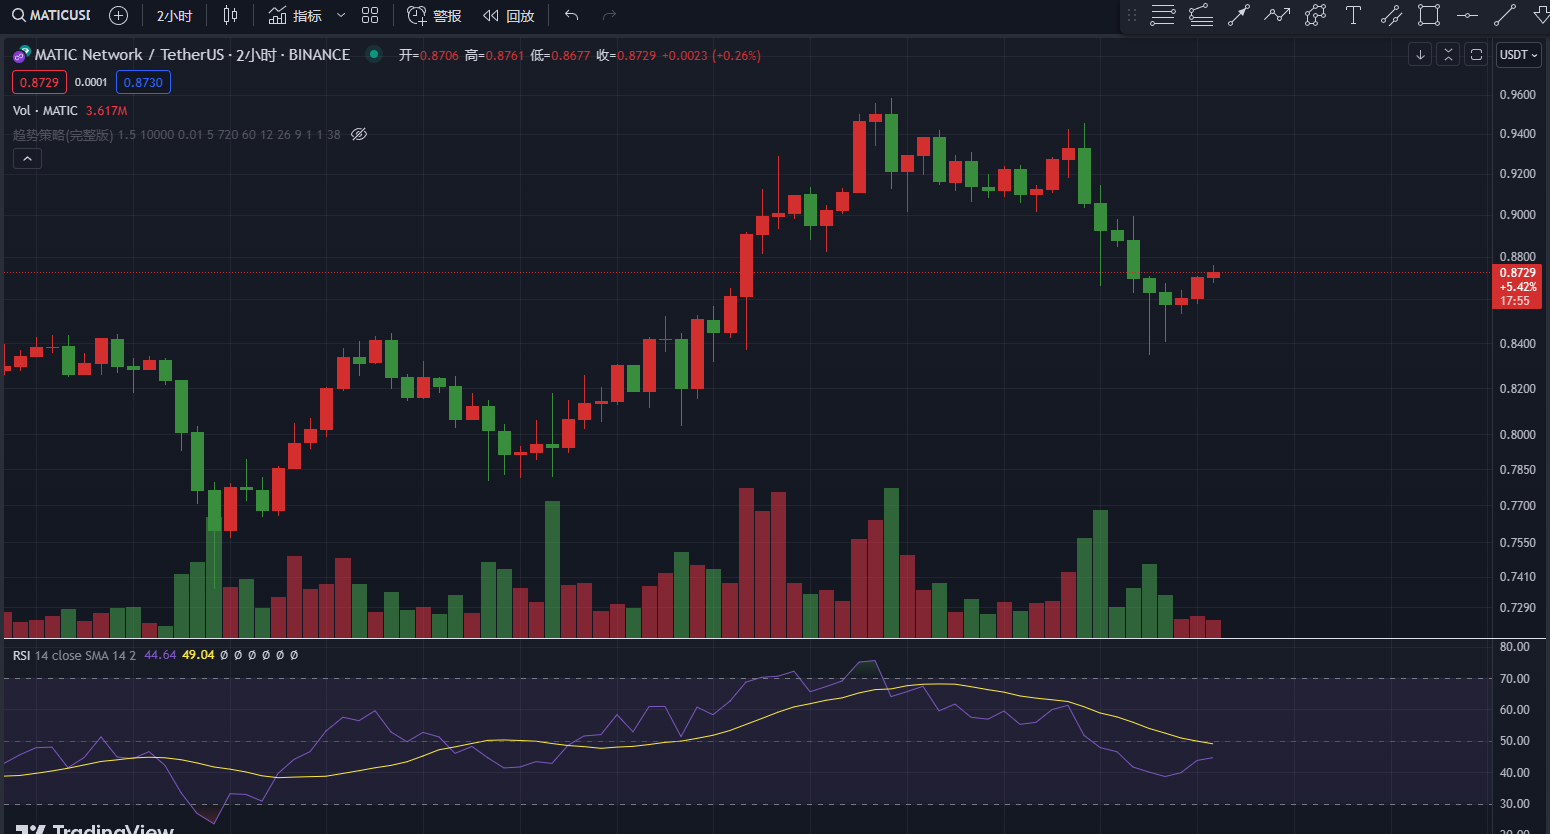 MATICUSI 2小时 指标 警报 回放
MATIC Network / TetherUS · 2小时 · BINANCE 开=0.8706 高=0.8761 低=0.8677 收=0.8729 +0.0023 (+0.26%)
USDT
0.8729 0.0001 0.8730
Vol · MATIC 3.617M
趋势策略(完整版) 1.5 10000 0.01 5 720 60 12 26 9 1 1 38
0.9600
0.9400
0.9200
0.9000
0.8800
0.8729
+5.42%
17:55
0.8400
0.8200
0.8000
0.7850
0.7700
0.7550
0.7410
0.7290
RSI 14 close SMA 14 2 44.64 49.04 Ø Ø Ø Ø Ø Ø
80.00
70.00
60.00
50.00
40.00
30.00
20.00
TradingView